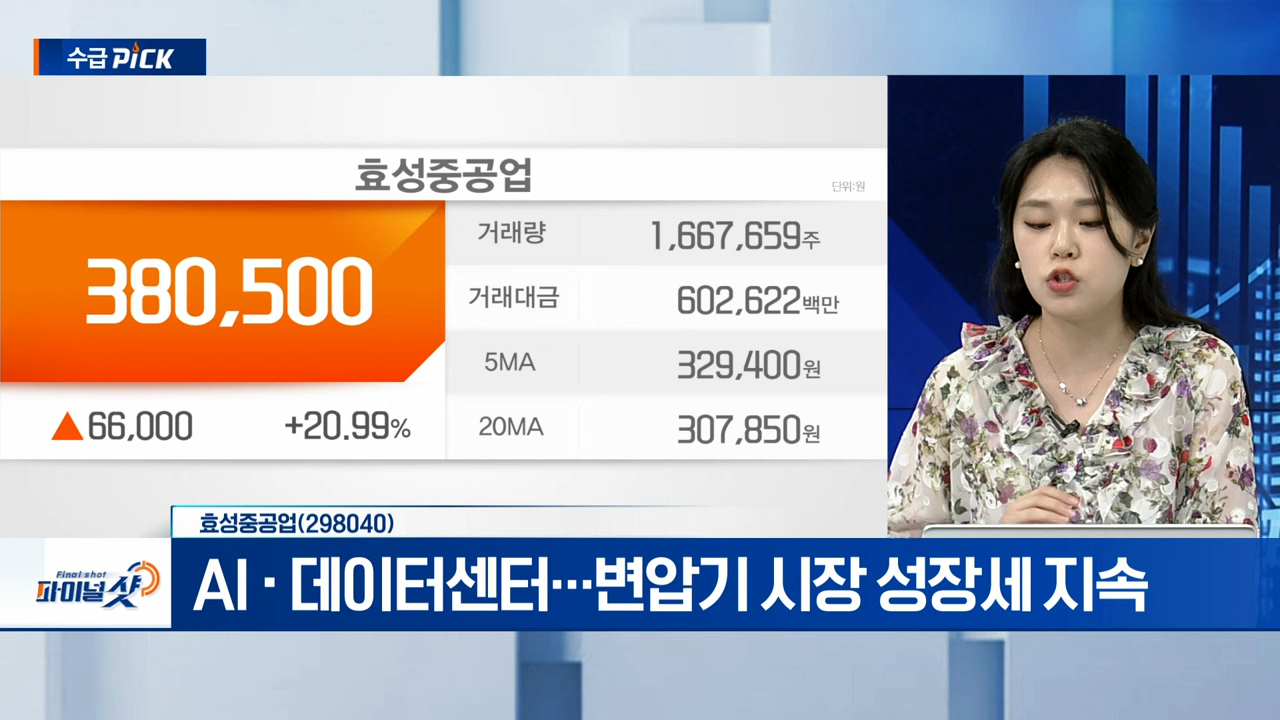 수급 PiCK
효성중공업
단위:원
380,500
▲66,000 +20.99%
거래량 1,667,659주
거래대금 602,622백만
5MA 329,400원
20MA 307,850원
효성중공업(298040)
Final shot
파이널샷
AI · 데이터센터…변압기 시장 성장세 지속